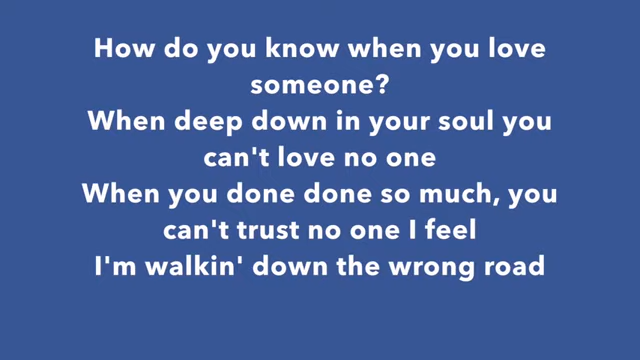 How do you know when you love
someone?
When deep down in your soul you
can't love no one
When you done done so much, you
can't trust no one I feel
I'm walkin' down the wrong road